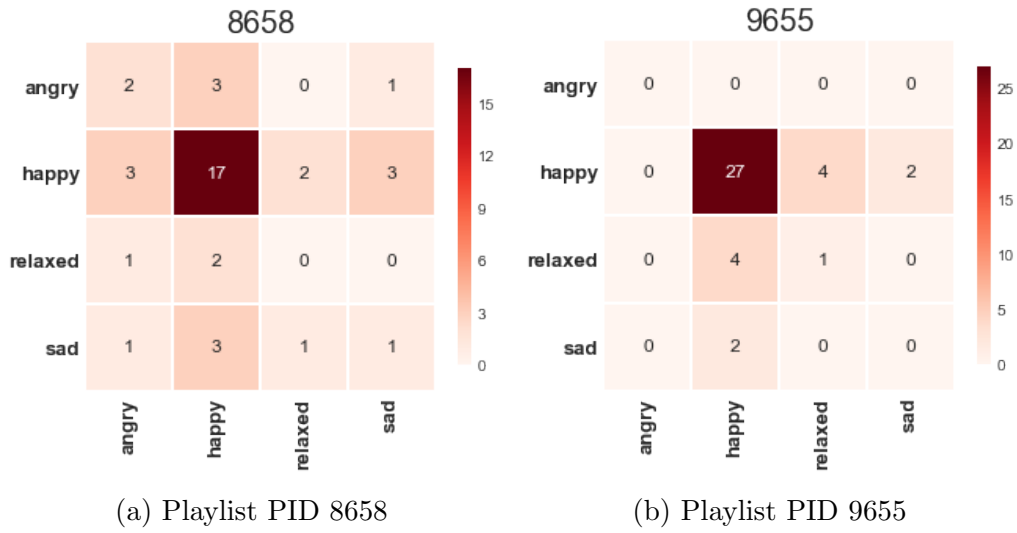 8658
angry 2 3 0 1
happy 3 17 2 3
relaxed 1 2 0 0
sad 1 3 1 1
angry happy relaxed sad
15
12
9
6
3
0
(a) Playlist PID 8658
9655
angry 0 0 0 0
happy 0 27 4 2
relaxed 0 4 1 0
sad 0 2 0 0
angry happy relaxed sad
25
20
15
10
5
0
(b) Playlist PID 9655